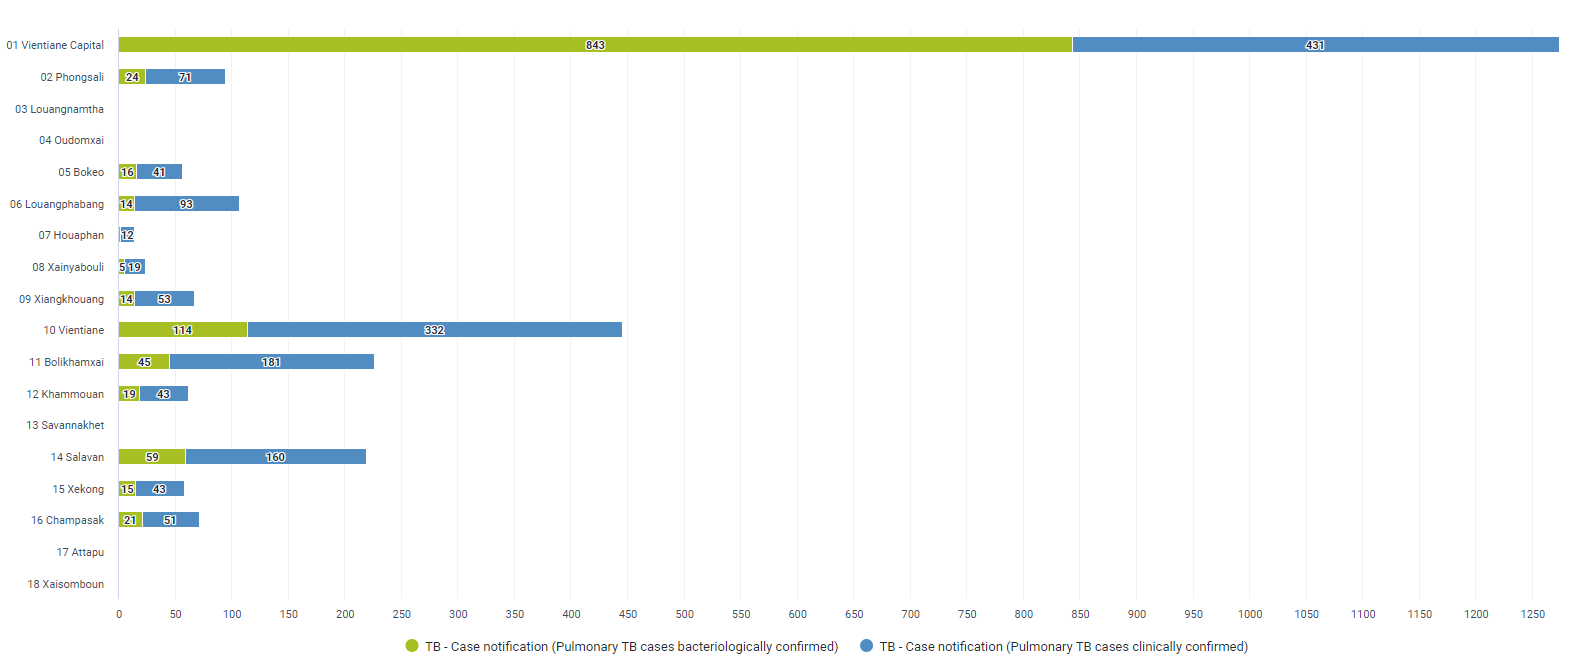 01 Vientiane Capital 843 431
02 Phongsali 24 71
03 Louangnamtha
04 Oudomxai
05 Bokeo 16 41
06 Louangphabang 14 93
07 Houaphan 12
08 Xainyabouli 5 19
09 Xiangkhouang 14 53
10 Vientiane 114 332
11 Bolikhamxai 45 181
12 Khammouan 19 43
13 Savannakhet
14 Salavan 59 160
15 Xekong 15 43
16 Champasak 21 51
17 Attapu
18 Xaisomboun
0 50 100 150 200 250 300 350 400 450 500 550 600 650 700 750 800 850 900 950 1000 1050 1100 1150 1200 1250
TB - Case notification (Pulmonary TB cases bacteriologically confirmed) TB - Case notification (Pulmonary TB cases clinically confirmed)